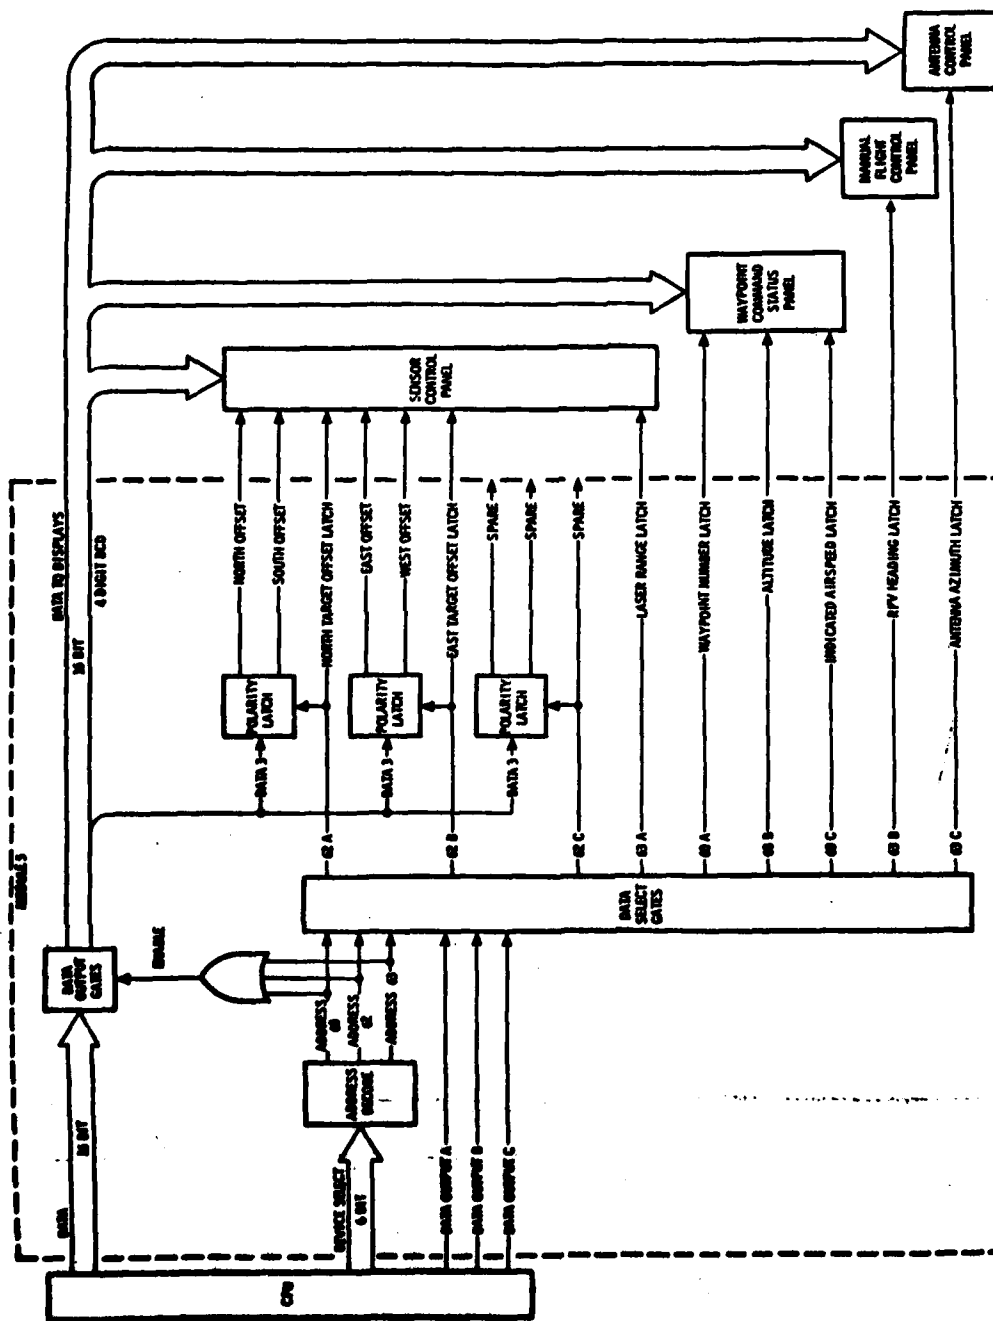 MODULE 5
CPU
DATA
16 BIT
DEVICE SELECT
6 BIT
DATA OUTPUT A
DATA OUTPUT B
DATA OUTPUT C
DATA
OUTPUT
GATES
ENABLE
ADDRESS
DECODE
ADDRESS
60
ADDRESS
62
ADDRESS 63
DATA
SELECT
GATES
62 A
62 B
62 C
63 A
60 A
60 B
60 C
63 B
63 C
DATA 3
DATA 3
DATA 3
POLARITY
LATCH
POLARITY
LATCH
POLARITY
LATCH
DATA TO DISPLAYS
16 BIT
4 DIGIT BCD
NORTH OFFSET
SOUTH OFFSET
NORTH TARGET OFFSET LATCH
EAST OFFSET
WEST OFFSET
EAST TARGET OFFSET LATCH
SPARE
SPARE
SPARE
LASER RANGE LATCH
WAYPOINT NUMBER LATCH
ALTITUDE LATCH
INDICATED AIRSPEED LATCH
RPV HEADING LATCH
ANTENNA AZIMUTH LATCH
SENSOR
CONTROL
PANEL
WAYPOINT
COMMAND
STATUS
PANEL
MANUAL
FLIGHT
CONTROL
PANEL
ANTENNA
CONTROL
PANEL